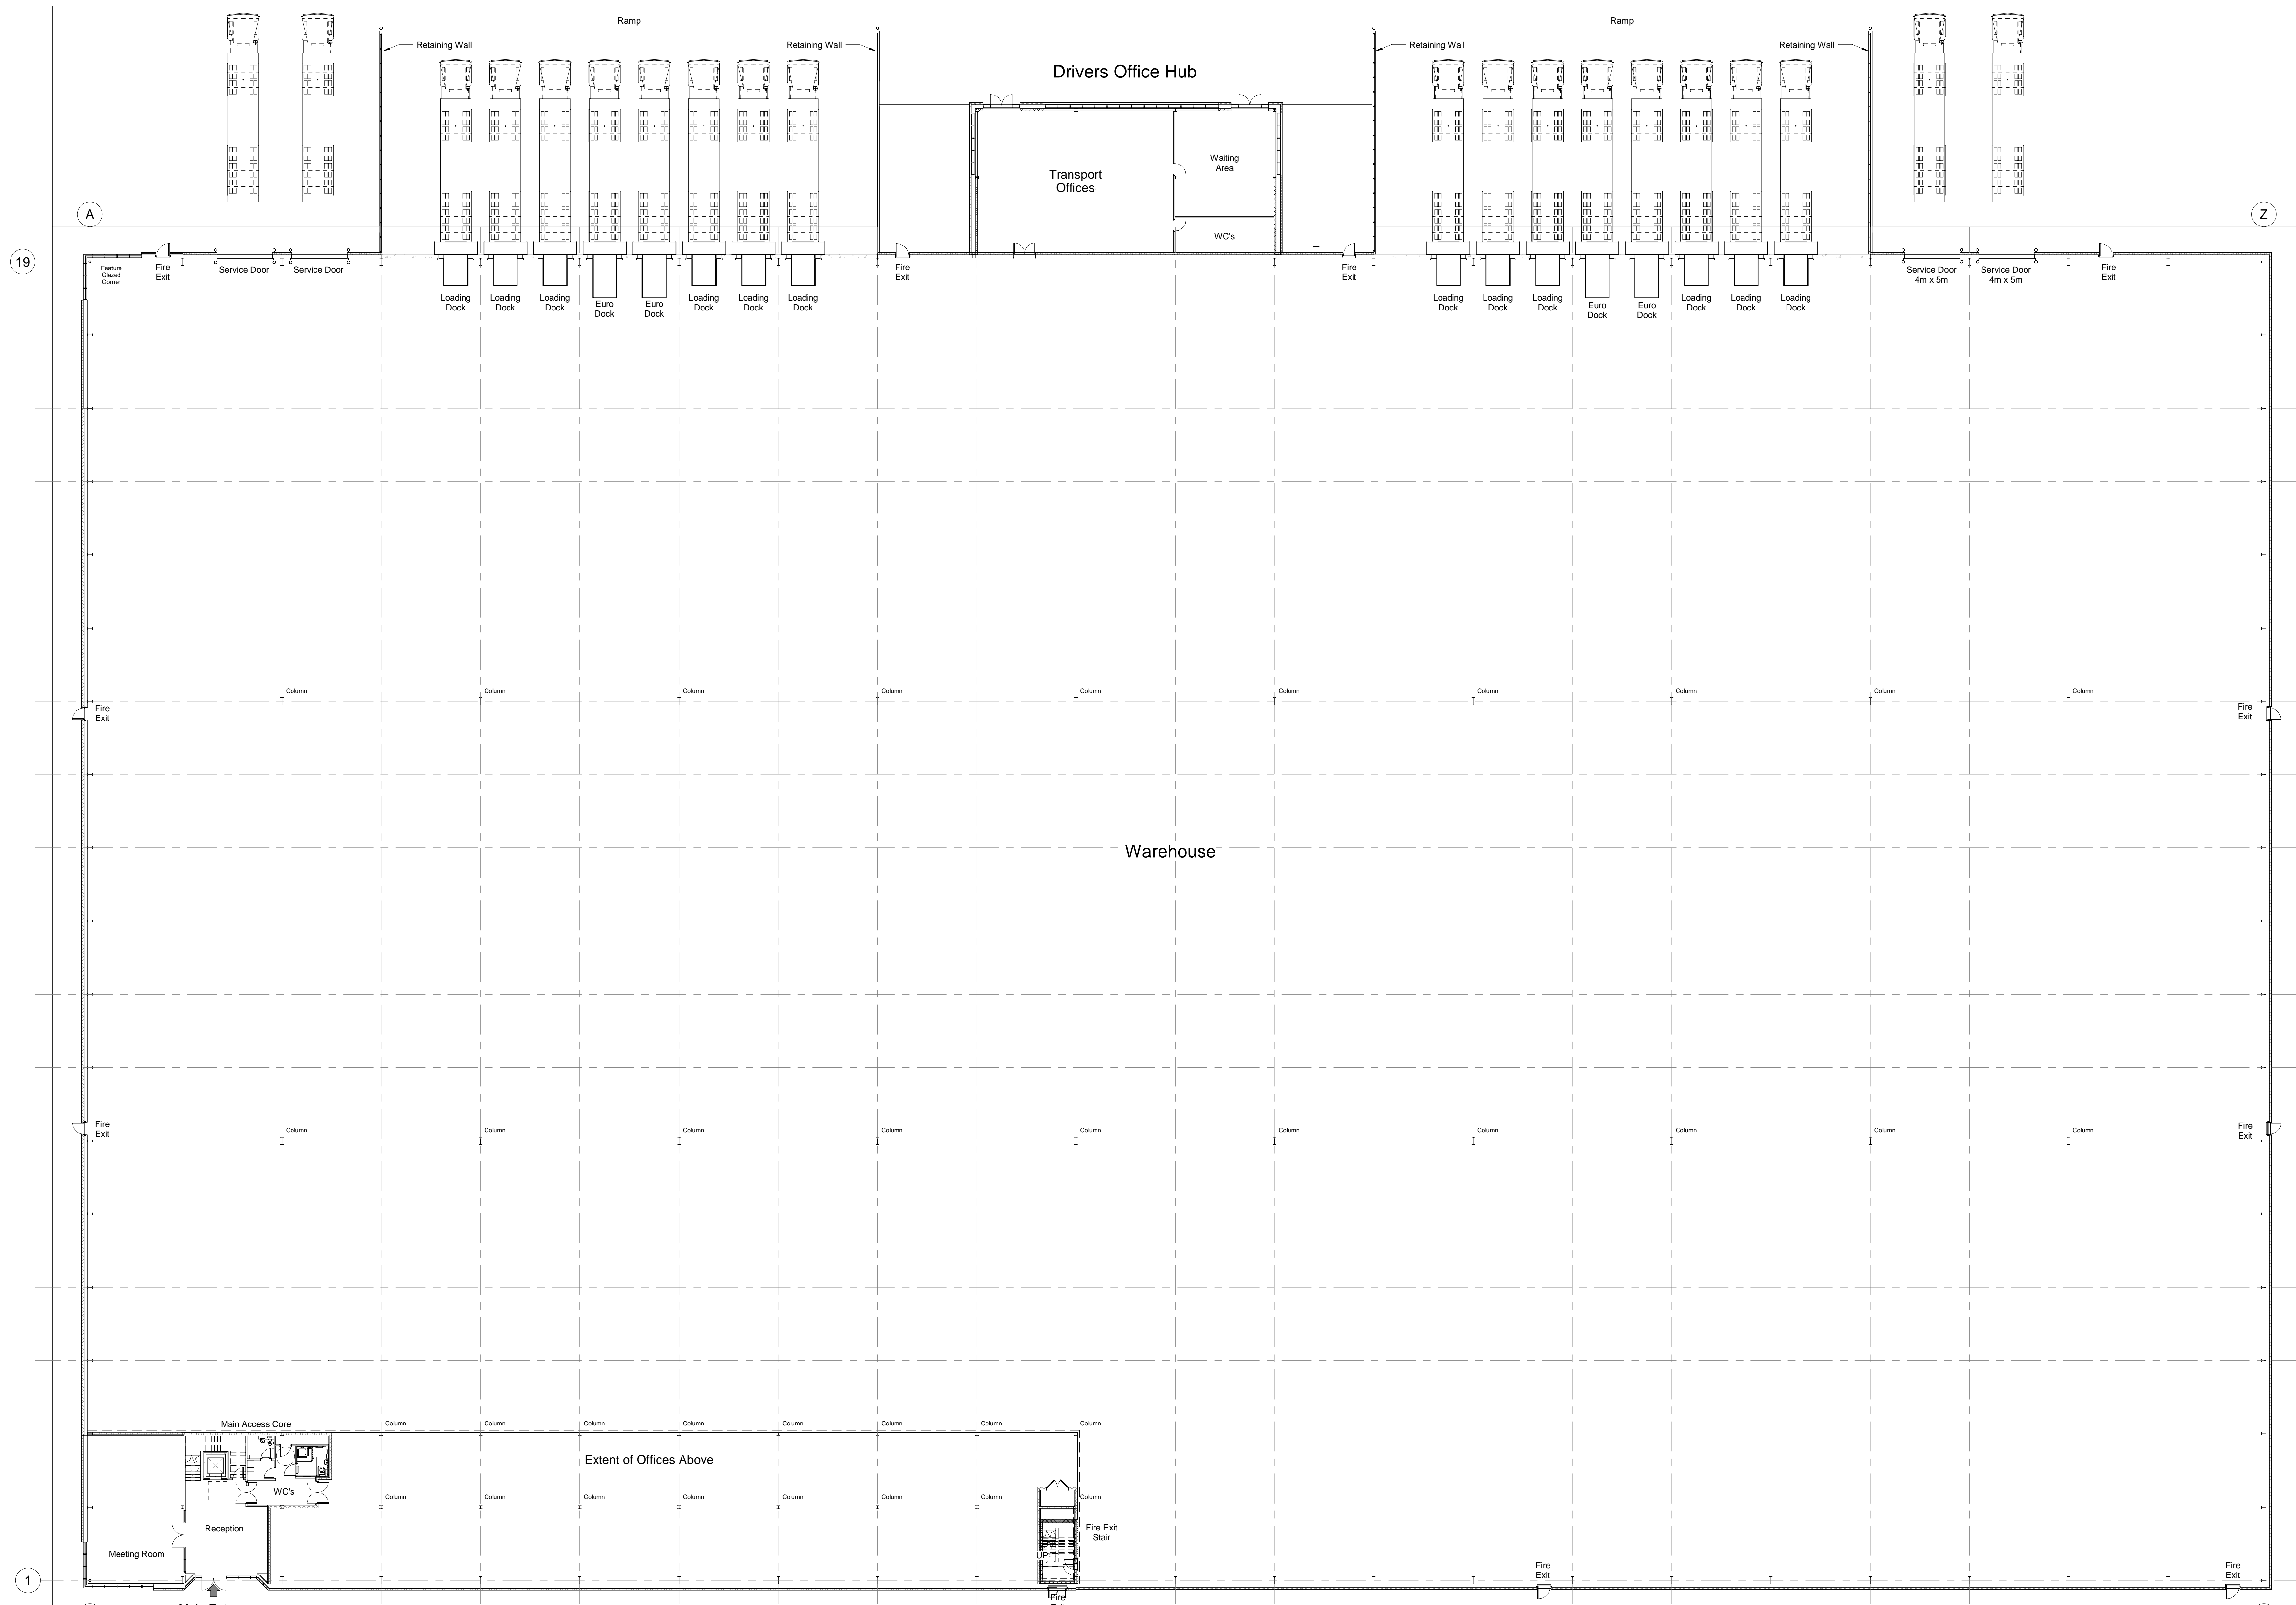 Ramp
Ramp
Retaining Wall
Retaining Wall
Retaining Wall
Retaining Wall
Drivers Office Hub
Waiting
Area
Transport
Offices
WC's
A
Z
19
Feature
Glazed
Corner
Fire
Exit
Service Door
Service Door
Fire
Exit
Fire
Exit
Service Door
4m x 5m
Service Door
4m x 5m
Fire
Exit
Loading
Dock
Loading
Dock
Loading
Dock
Euro
Dock
Euro
Dock
Loading
Dock
Loading
Dock
Loading
Dock
Loading
Dock
Loading
Dock
Loading
Dock
Euro
Dock
Euro
Dock
Loading
Dock
Loading
Dock
Loading
Dock
Column
Column
Column
Column
Column
Column
Column
Column
Column
Column
Fire
Exit
Fire
Exit
Warehouse
Fire
Exit
Column
Column
Column
Column
Column
Column
Column
Column
Column
Column
Fire
Exit
Main Access Core
Column
Column
Column
Column
Column
Column
Column
Column
Extent of Offices Above
WC's
Column
Column
Column
Column
Column
Column
Column
Column
Reception
Fire Exit
Stair
Meeting Room
UP
Fire
Exit
Fire
Exit
1
Fire